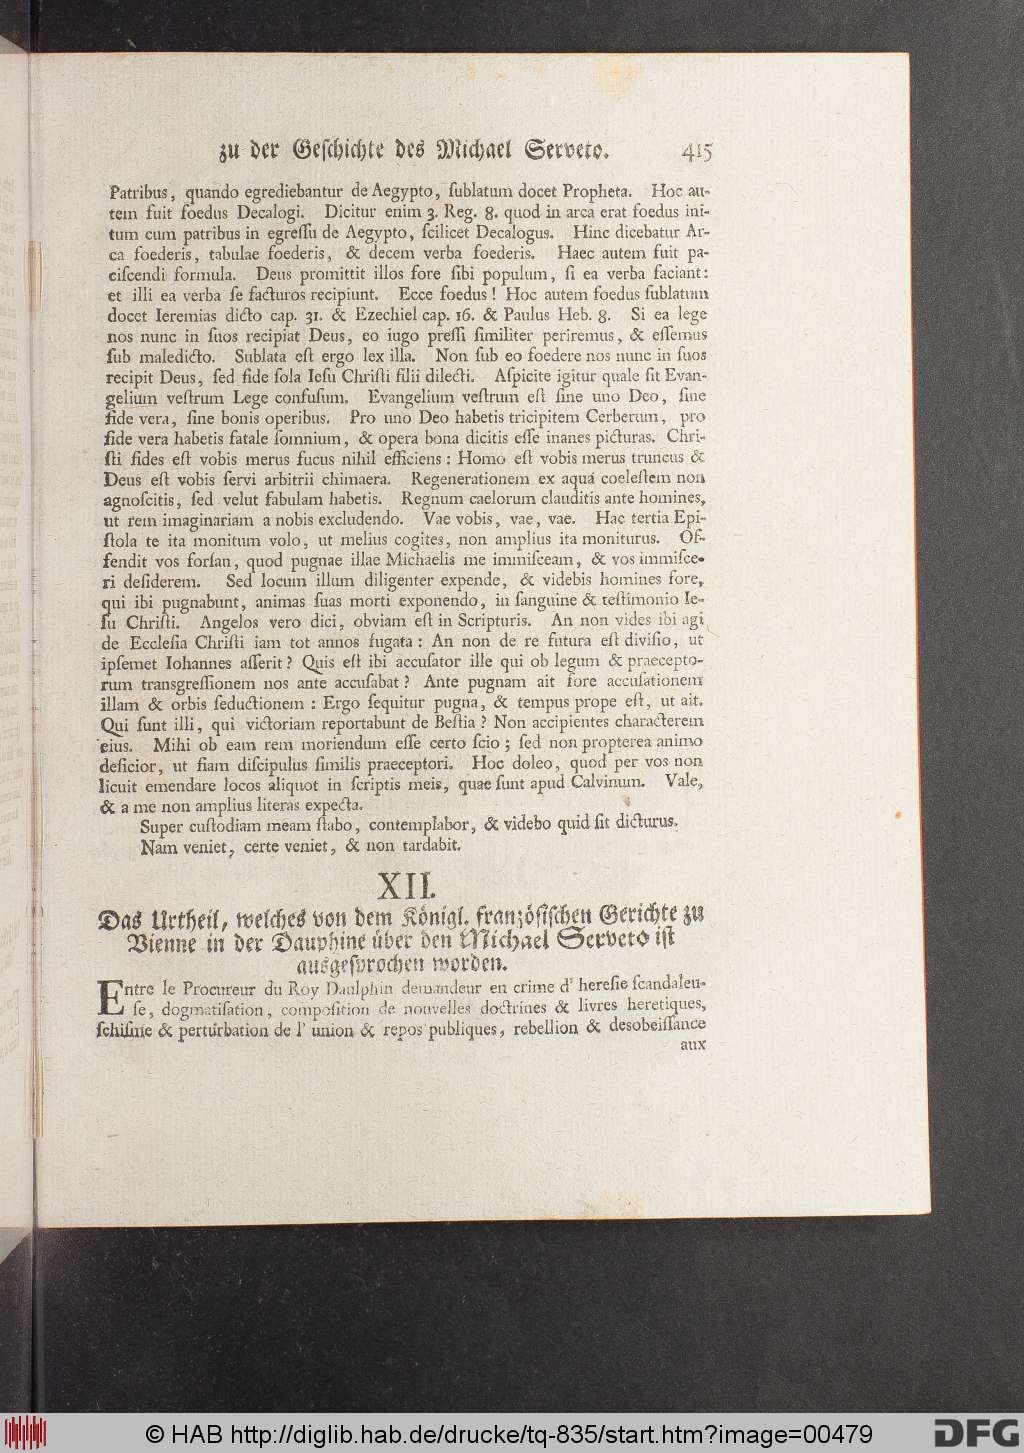 zu der Geſchichte des Michael Serveto. 415
Patribus, quando egrediebantur de Aegypto, ſublatum docet Propheta. Hoc au-
tem fuit foedus Decalogi. Dicitur enim 3. Reg. 8. quod in arca erat foedus ini-
tum cum patribus in egreſſu de Aegypto, ſcilicet Decalogus. Hinc dicebatur Ar-
ca foederis, tabulae foederis, & decem verba foederis. Haec autem fuit pa-
ciſcendi formula. Deus promittit illos fore ſibi populum, ſi ea verba faciant:
et illi ea verba ſe facturos recipiunt. Ecce foedus! Hoc autem foedus ſublatum
docet Ieremias dicto cap. 31. & Ezechiel cap. 16. & Paulus Heb. 8. Si ea lege
nos nunc in ſuos recipiat Deus, eo iugo preſſi ſimiliter periremus, & eſſemus
ſub maledicto. Sublata eſt ergo lex illa. Non ſub eo foedere nos nunc in ſuos
recipit Deus, ſed fide ſola Ieſu Chriſti filii dilecti. Aſpicite igitur quale ſit Evan-
gelium veſtrum Lege confuſum. Evangelium veſtrum eſt ſine uno Deo, ſine
fide vera, ſine bonis operibus. Pro uno Deo habetis tricipitem Cerberum, pro
fide vera habetis fatale ſomnium, & opera bona dicitis eſſe inanes picturas. Chri-
ſti fides eſt vobis merus fucus nihil efficiens: Homo eſt vobis merus truncus &
Deus eſt vobis ſervi arbitrii chimaera. Regenerationem ex aquá coeleſtem non
agnoſcitis, ſed velut fabulam habetis. Regnum caelorum clauditis ante homines,
ut rem imaginariam a nobis excludendo. Vae vobis, vae, vae. Hac tertia Epi-
ſtola te ita monitum volo, ut melius cogites, non amplius ita moniturus. Of-
fendit vos forſan, quod pugnae illae Michaelis me immiſceam, & vos immiſce-
ri deſiderem. Sed locum illum diligenter expende, & videbis homines fore,
qui ibi pugnabunt, animas ſuas morti exponendo, in ſanguine & teſtimonio Ie-
ſu Chriſti. Angelos vero dici, obviam eſt in Scripturis. An non vides ibi agi
de Eccleſia Chriſti iam tot annos fugata: An non de re futura eſt diviſio, ut
ipſemet Iohannes aſſerit? Quis eſt ibi accuſator ille qui ob legum & praecepto-
rum transgreſſionem nos ante accuſabat? Ante pugnam ait fore accuſationem
illam & orbis ſeductionem: Ergo ſequitur pugna, & tempus prope eſt, ut ait.
Qui ſunt illi, qui victoriam reportabunt de Beſtia? Non accipientes characterem
eius. Mihi ob eam rem moriendum eſſe certo ſcio; ſed non propterea animo
deficior, ut fiam diſcipulus ſimilis praeceptori. Hoc doleo, quod per vos non
licuit emendare locos aliquot in ſcriptis meis, quae ſunt apud Calvinum. Vale,
& a me non amplius literas expecta.
Super cuſtodiam meam ſtabo, contemplabor, & videbo quid ſit dicturus.
Nam veniet, certe veniet, & non tardabit.
XII.
Das Urtheil, welches von dem Königl. franzöſiſchen Gerichte zu
Vienne in der Dauphine über den Michael Serveto iſt
ausgeſprochen worden.
Entre le Procureur du Roy Daulphin demandeur en crime d' hereſie ſcandaleu-
ſe, dogmatiſation, compoſition de nouvelles doctrines & livres heretiques,
ſchiſme & perturbation de l' union & repos publiques, rebellion & desobeiſſance
aux
© HAB http://diglib.hab.de/drucke/tq-835/start.htm?image=00479
DFG